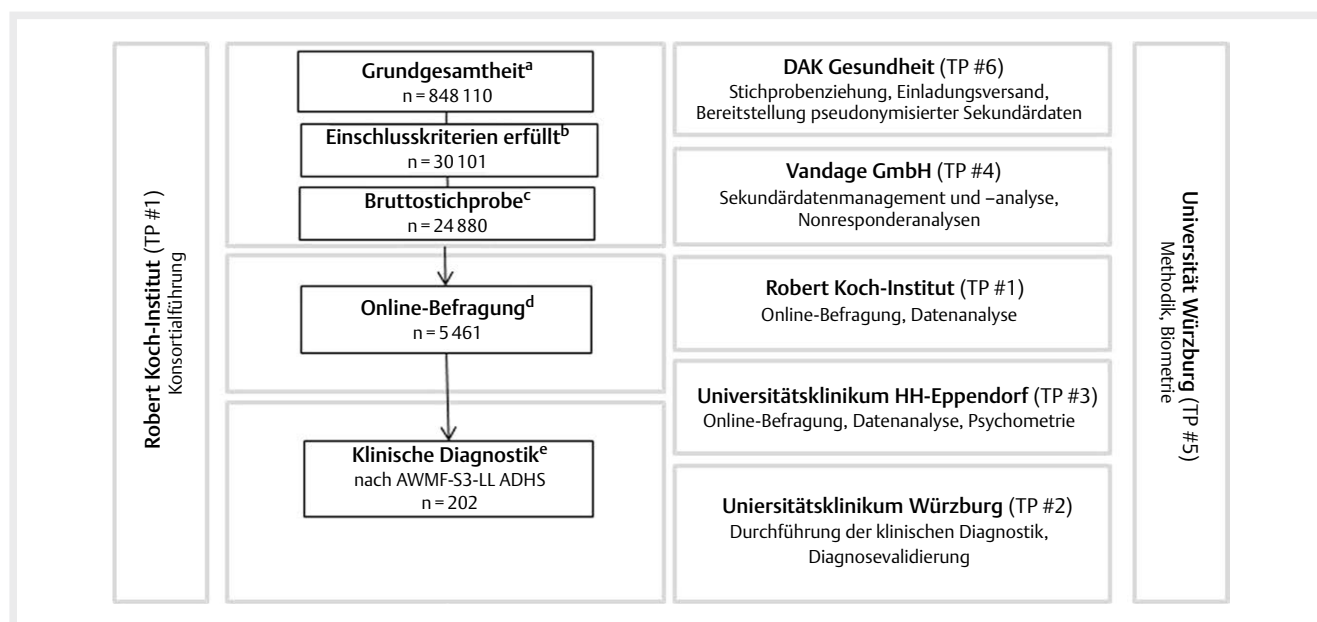 Robert Koch-Institut (TP #1)
Konsortialführung
Grundgesamtheitᵃ
n = 848 110
Einschlusskriterien erfülltᵇ
n = 30 101
Bruttostichprobeᶜ
n = 24 880
Online-Befragungᵈ
n = 5 461
Klinische Diagnostikᵉ
nach AWMF-S3-LL ADHS
n = 202
DAK Gesundheit (TP #6)
Stichprobenziehung, Einladungsversand,
Bereitstellung pseudonymisierter Sekundärdaten
Vandage GmbH (TP #4)
Sekundärdatenmanagement und –analyse,
Nonresponderanalysen
Robert Koch-Institut (TP #1)
Online-Befragung, Datenanalyse
Universitätsklinikum HH-Eppendorf (TP #3)
Online-Befragung, Datenanalyse, Psychometrie
Uniersitätsklinikum Würzburg (TP #2)
Durchführung der klinischen Diagnostik,
Diagnosevalidierung
Universität Würzburg (TP #5)
Methodik, Biometrie